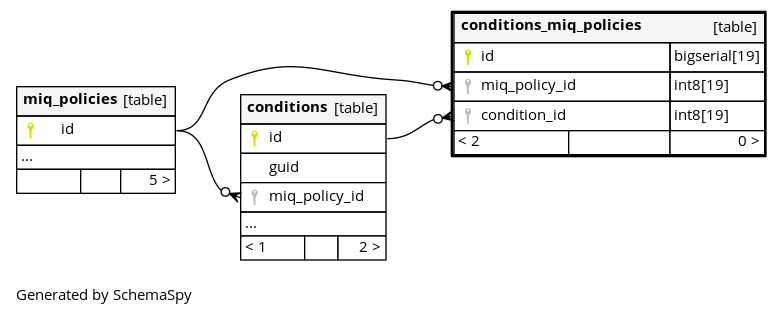 conditions_miq_policies [table]
id bigserial[19]
miq_policy_id int8[19]
condition_id int8[19]
< 2 0 >
miq_policies [table]
id
...
5 >
conditions [table]
id
guid
miq_policy_id
...
< 1 2 >
Generated by SchemaSpy